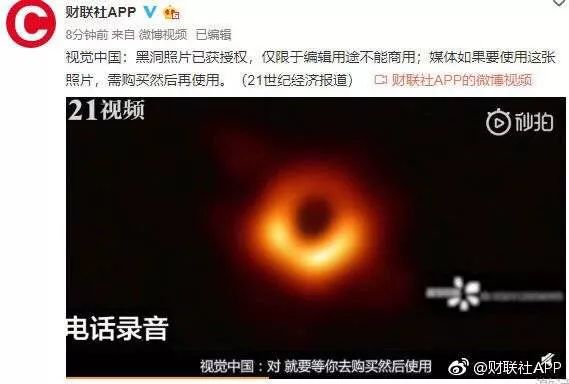 财联社APP
8分钟前 来自 微博视频 已编辑
视觉中国：黑洞照片已获授权，仅限于编辑用途不能商用；媒体如果要使用这张
照片，需购买然后再使用。（21世纪经济报道） 财联社APP的微博视频
21视频
秒拍
电话录音
视觉中国：对 就要等你去购买然后使用
@财联社APP